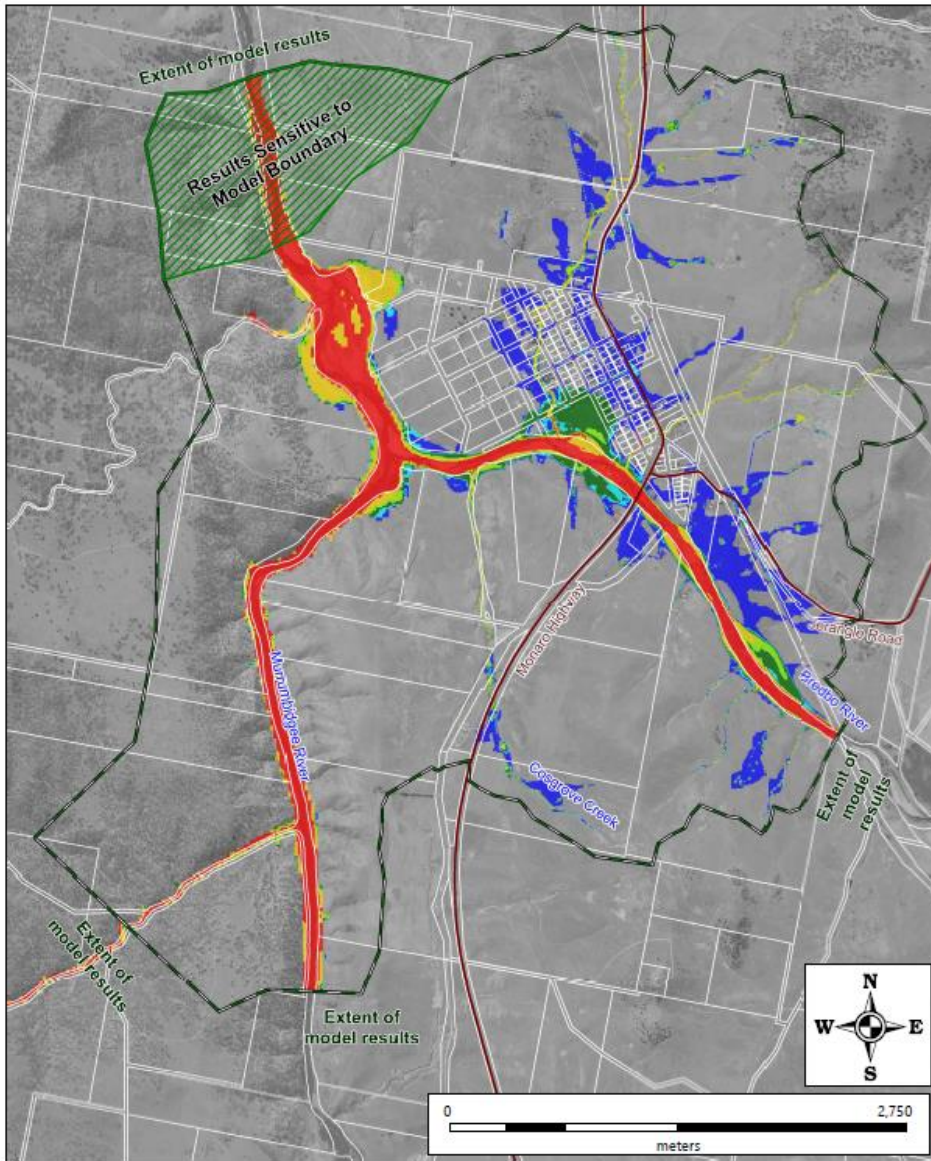 Extent of model results
Results Sensitive to
Model Boundary
Monaro Highway
Jerangle Road
Murrumbidgee River
Bredbo River
Cosgrove Creek
Extent of
model
results
Extent of
model results
Extent of
model results
N
W
E
S
0
2,750
meters